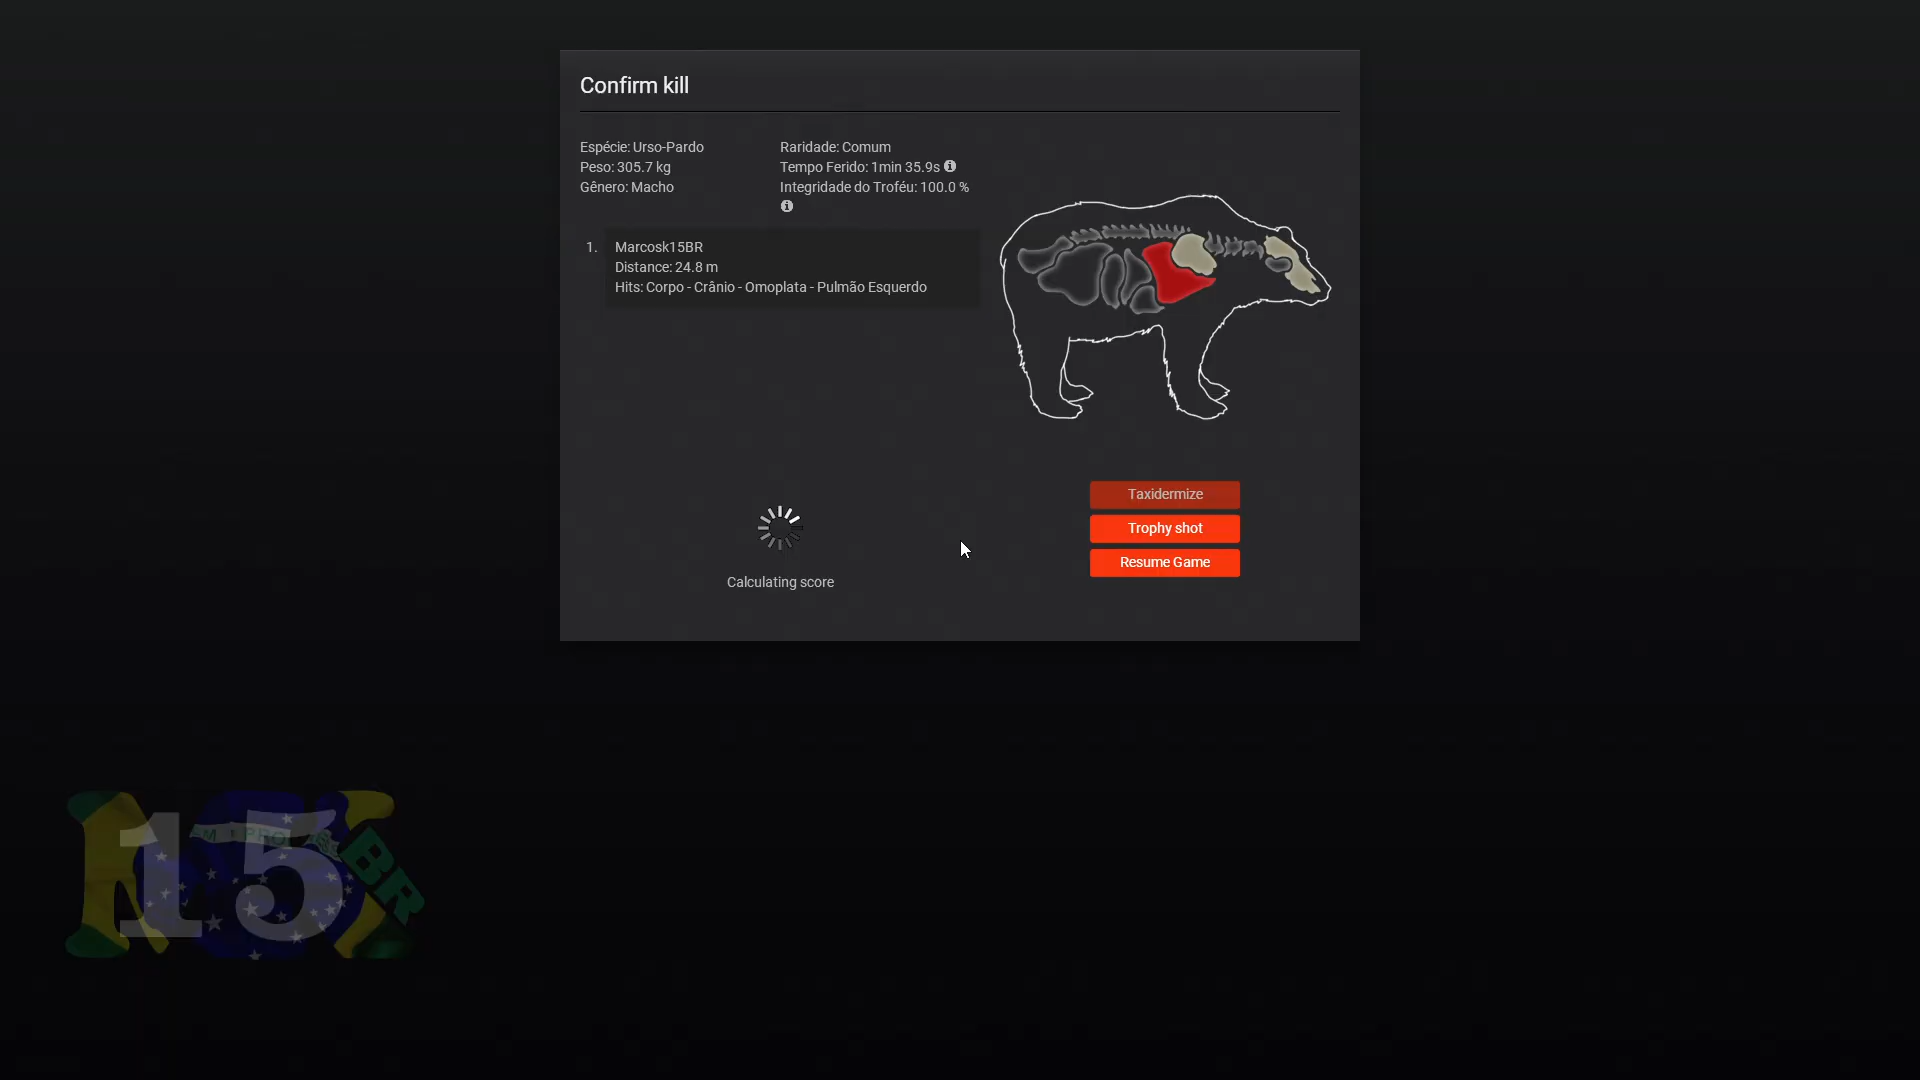 Confirm kill
Espécie: Urso-Pardo
Peso: 305.7 kg
Gênero: Macho
Raridade: Comum
Tempo Ferido: 1min 35.9s
Integridade do Troféu: 100.0 %
1.
Marcosk15BR
Distance: 24.8 m
Hits: Corpo - Crânio - Omoplata - Pulmão Esquerdo
Taxidermize
Trophy shot
Resume Game
Calculating score
15
BR